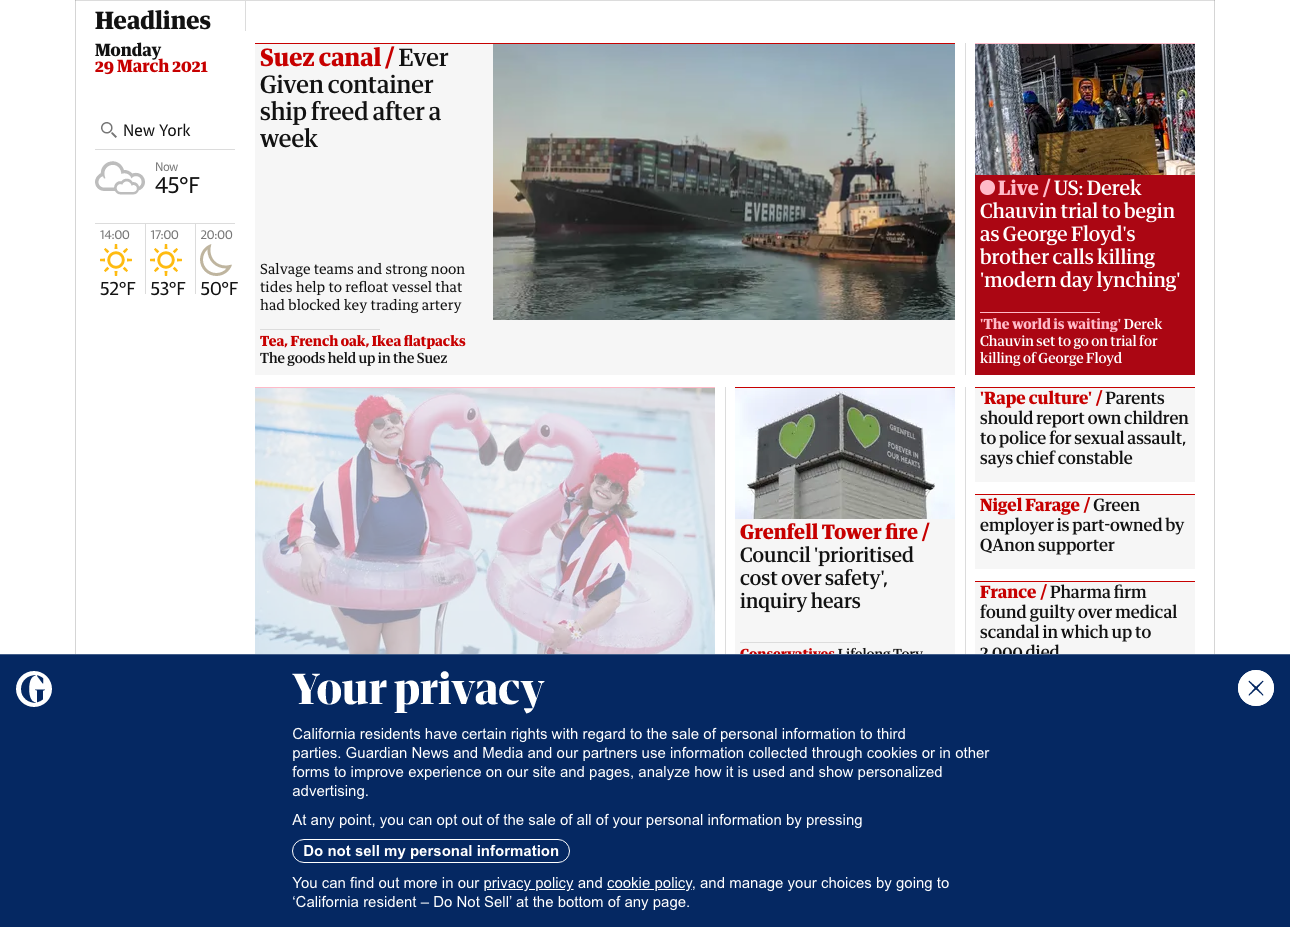 Headlines
Monday
29 March 2021
New York
Now
45°F
14:00
17:00
20:00
52°F
53°F
50°F
Suez canal / Ever
Given container
ship freed after a
week
Salvage teams and strong noon
tides help to refloat vessel that
had blocked key trading artery
Tea, French oak, Ikea flatpacks
The goods held up in the Suez
EVERGREEN
Live / US: Derek
Chauvin trial to begin
as George Floyd's
brother calls killing
'modern day lynching'
'The world is waiting' Derek
Chauvin set to go on trial for
killing of George Floyd
GRENFELL
FOREVER IN
OUR HEARTS
Grenfell Tower fire /
Council 'prioritised
cost over safety',
inquiry hears
Conservatives Lifelong Tory
'Rape culture' / Parents
should report own children
to police for sexual assault,
says chief constable
Nigel Farage / Green
employer is part-owned by
QAnon supporter
France / Pharma firm
found guilty over medical
scandal in which up to
2,000 died
Your privacy
California residents have certain rights with regard to the sale of personal information to third
parties. Guardian News and Media and our partners use information collected through cookies or in other
forms to improve experience on our site and pages, analyze how it is used and show personalized
advertising.
At any point, you can opt out of the sale of all of your personal information by pressing
Do not sell my personal information
You can find out more in our privacy policy and cookie policy, and manage your choices by going to
‘California resident – Do Not Sell’ at the bottom of any page.